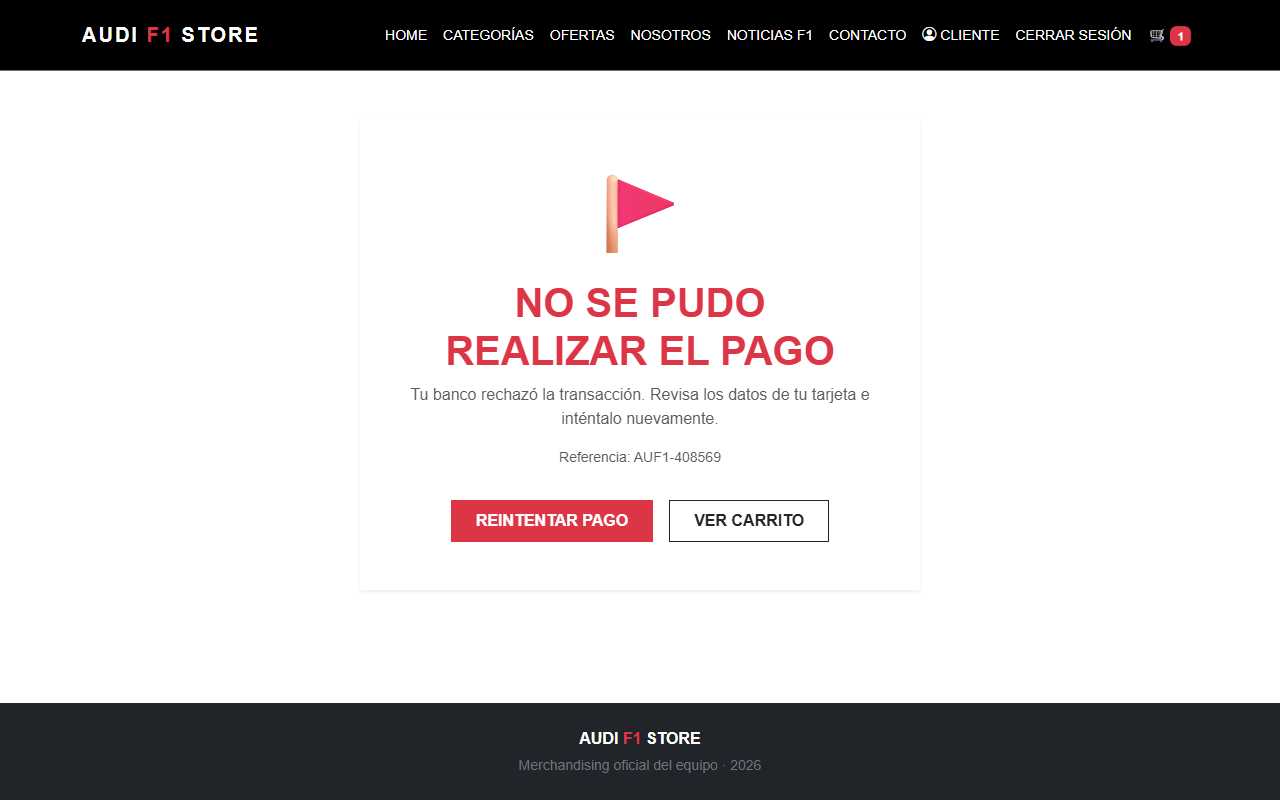 AUDI F1 STORE
HOME CATEGORÍAS OFERTAS NOSOTROS NOTICIAS F1 CONTACTO CLIENTE CERRAR SESIÓN 1
NO SE PUDO
REALIZAR EL PAGO
Tu banco rechazó la transacción. Revisa los datos de tu tarjeta e
inténtalo nuevamente.
Referencia: AUF1-408569
REINTENTAR PAGO VER CARRITO
AUDI F1 STORE
Merchandising oficial del equipo · 2026